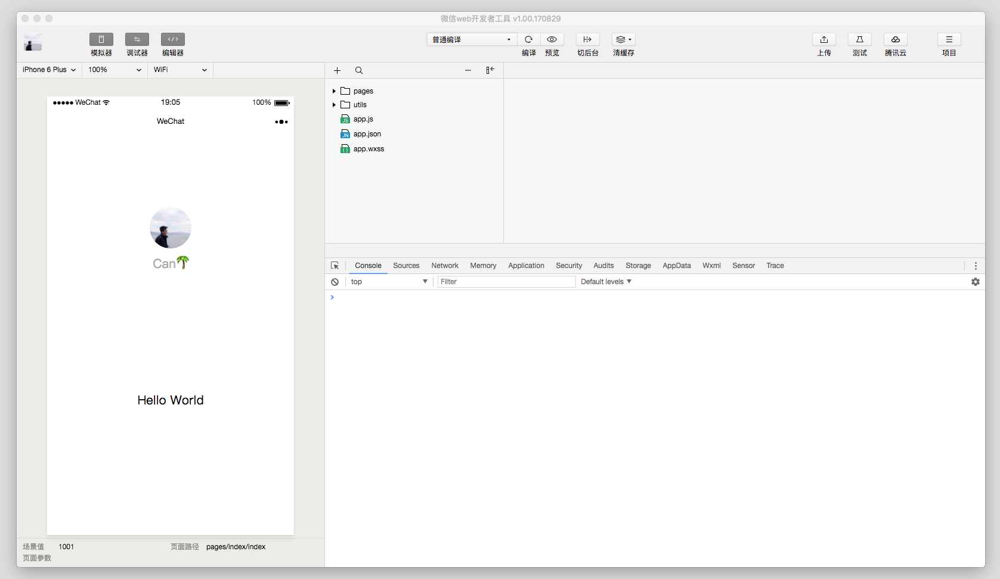 微信web开发者工具 v1.00.170829
模拟器 调试器 编辑器 普通编译 编译 预览 切后台 清缓存 上传 测试 腾讯云 项目
iPhone 6 Plus 100% WiFi
WeChat 19:05 100%
WeChat
Can🌴
Hello World
场景值 1001 页面路径 pages/index/index
页面参数
pages
utils
JS app.js
JN app.json
{ } app.wxss
Console Sources Network Memory Application Security Audits Storage AppData Wxml Sensor Trace
top Filter Default levels